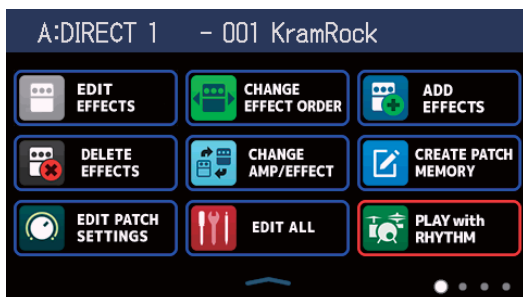 A:DIRECT 1 - 001 KramRock
EDIT
EFFECTS
CHANGE
EFFECT ORDER
ADD
EFFECTS
DELETE
EFFECTS
CHANGE
AMP/EFFECT
CREATE PATCH
MEMORY
EDIT PATCH
SETTINGS
EDIT ALL
PLAY with
RHYTHM